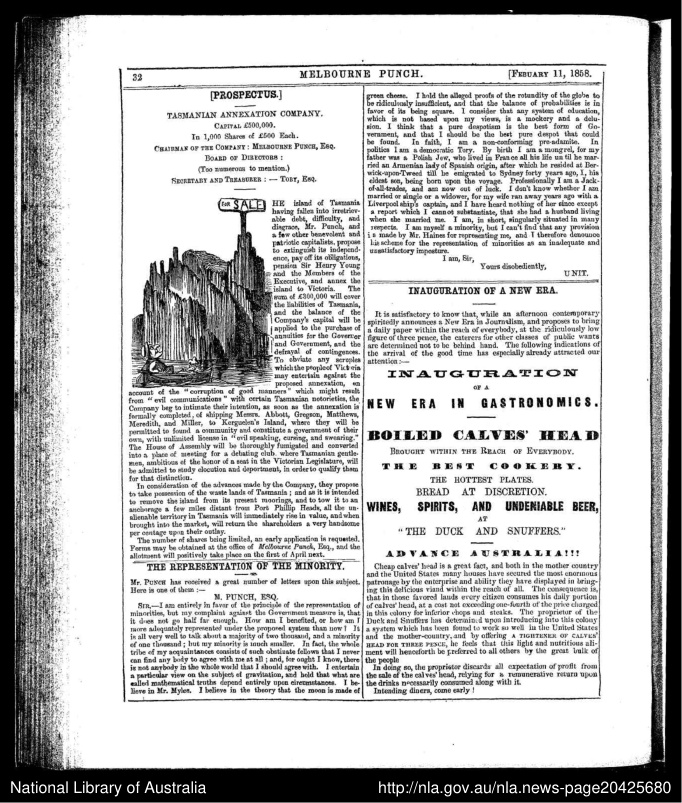 32
MELBOURNE PUNCH.
[FEBUARY 11, 1858.
[PROSPECTUS.]
TASMANIAN ANNEXATION COMPANY.
CAPITAL £500,000.
In 1,000 Shares of £500 Each.
CHAIRMAN OF THE COMPANY: MELBOURNE PUNCH, ESQ.
BOARD OF DIRECTORS:
(Too numerous to mention.)
SECRETARY AND TREASURER: — TOBY, ESQ.
FOR SALE
HE island of Tasmania
having fallen into irretriev-
able debt, difficulty, and
disgrace, Mr. Punch, and
a few other benevolent and
patriotic capitalists, propose
to extinguish its independ-
ence, pay off its obligations,
pension Sir Henry Young
and the Members of the
Executive, and annex the
island to Victoria. The
sum of £300,000 will cover
the liabilities of Tasmania,
and the balance of the
Company's capital will be
applied to the purchase of
annuities for the Governor
and Government, and the
defrayal of contingences.
To obviate any scruples
which the people of Victoria
may entertain against the
proposed annexation, on
account of the "corruption of good manners" which might result
from "evil communications" with certain Tasmanian notorieties, the
Company beg to intimate their intention, as soon as the annexation is
formally completed, of shipping Messrs. Abbott, Gregson, Matthews,
Meredith, and Miller, to Kerguelen's Island, where they will be
permitted to found a community and constitute a government of their
own, with unlimited license in "evil speaking, cursing, and swearing."
The House of Assembly will be thoroughly fumigated and converted
into a place of meeting for a debating club, where Tasmanian gentle-
men, ambitious of the honor of a seat in the Victorian Legislature, will
be admitted to study elocution and deportment, in order to qualify them
for that distinction.
In consideration of the advances made by the Company, they propose
to take possession of the waste lands of Tasmania; and as it is intended
to remove the island from its present moorings, and to tow it to an
anchorage a few miles distant from Port Phillip Heads, all the un-
alienable territory in Tasmania will immediately rise in value, and when
brought into the market, will return the shareholders a very handsome
per centage upon their outlay.
The number of shares being limited, an early application is requested.
Forms may be obtained at the office of Melbourne Punch, Esq., and the
allotment will positively take place on the first of April next.
THE REPRESENTATION OF THE MINORITY.
MR. PUNCH has received a great number of letters upon this subject.
Here is one of them:—
M. PUNCH, ESQ.
SIR,—I am entirely in favor of the principle of the representation of
minorities, but my complaint against the Government measure is, that
it does not go half far enough. How am I benefited, or how am I
more adequately represented under the proposed system than now? It
is all very well to talk about a majority of two thousand, and a minority
of one thousand; but my minority is much smaller. In fact, the whole
tribe of my acquaintances consists of such obstinate fellows that I never
can find any body to agree with me at all; and, for ought I know, there
is not anybody in the whole world that I should agree with. I entertain
a particular view on the subject of gravitation, and hold that what are
called mathematical truths depend entirely upon circumstances. I be-
lieve in Mr. Myles. I believe in the theory that the moon is made of
green cheese. I hold the alleged proofs of the rotundity of the globe to
be ridiculously insufficient, and that the balance of probabilities is in
favor of its being square. I consider that any system of education,
which is not based upon my views, is a mockery and a delu-
sion. I think that a pure despotism is the best form of Go-
vernment, and that I should be the best pure despot that could
be found. In faith, I am a non-conforming pre-adamite. In
politics I am a democratic Tory. By birth I am a mongrel, for my
father was a Polish Jew, who lived in France all his life un til he mar-
ried an Armenian lady of Spanish origin, after which he resided at Ber-
wick-upon-Tweed till he emigrated to Sydney forty years ago, I, his
eldest son, being born upon the voyage. Professionally I am a Jack-
of-all-trades, and am now out of luck. I don't know whether I am
married or single or a widower, for my wife ran away years ago with a
Liverpool ship's captain, and I have heard nothing of her since except
a report which I cannot substantiate, that she had a husband living
when she married me. I am, in short, singularly situated in many
respects. I am myself a minority, but I can't find that any provision
is made by Mr. Haines for representing me, and I therefore denounce
his scheme for the representation of minorities as an inadequate and
unsatisfactory imposture.
I am, Sir,
Yours disobediently,
UNIT.
INAUGURATION OF A NEW ERA.
It is satisfactory to know that, while an afternoon contemporary
spiritedly announces a New Era in Journalism, and proposes to bring
a daily paper within the reach of everybody, at the ridiculously low
figure of three pence, the caterers for other classes of public wants
are determined not to be behind hand. The following indications of
the arrival of the good time has especially already attracted our
attention:—
INAUGURATION
OF A
NEW ERA IN GASTRONOMICS.
BOILED CALVES' HEAD
BROUGHT WITHIN THE REACH OF EVERYBODY.
THE BEST COOKERY.
THE HOTTEST PLATES.
BREAD AT DISCRETION.
WINES, SPIRITS, AND UNDENIABLE BEER,
AT
"THE DUCK AND SNUFFERS."
ADVANCE AUSTRALIA!!!
Cheap calves' head is a great fact, and both in the mother country
and the United States many houses have secured the most enormous
patronage by the enterprise and ability they have displayed in bring-
ing this delicious viand within the reach of all. The consequence is,
that in those favored lands every citizen consumes his daily portion
of calves' head, at a cost not exceeding one-fourth of the price charged
in this colony for inferior chops and steaks. The proprietor of the
Duck and Snuffers has determined upon introducing into this colony
a system which has been found to work so well in the United States
and the mother-country, and by offering A TIGHTENER OF CALVES'
HEAD FOR THREE PENCE, he feels that this light and nutritious ali-
ment will henceforth be preferred to all others by the great bulk of
the people
In doing so, the proprietor discards all expectation of profit from
the sale of the calves' head, relying for a remunerative return upon
the drinks necessarily consumed along with it.
Intending diners, come early!
National Library of Australia
http://nla.gov.au/nla.news-page20425680